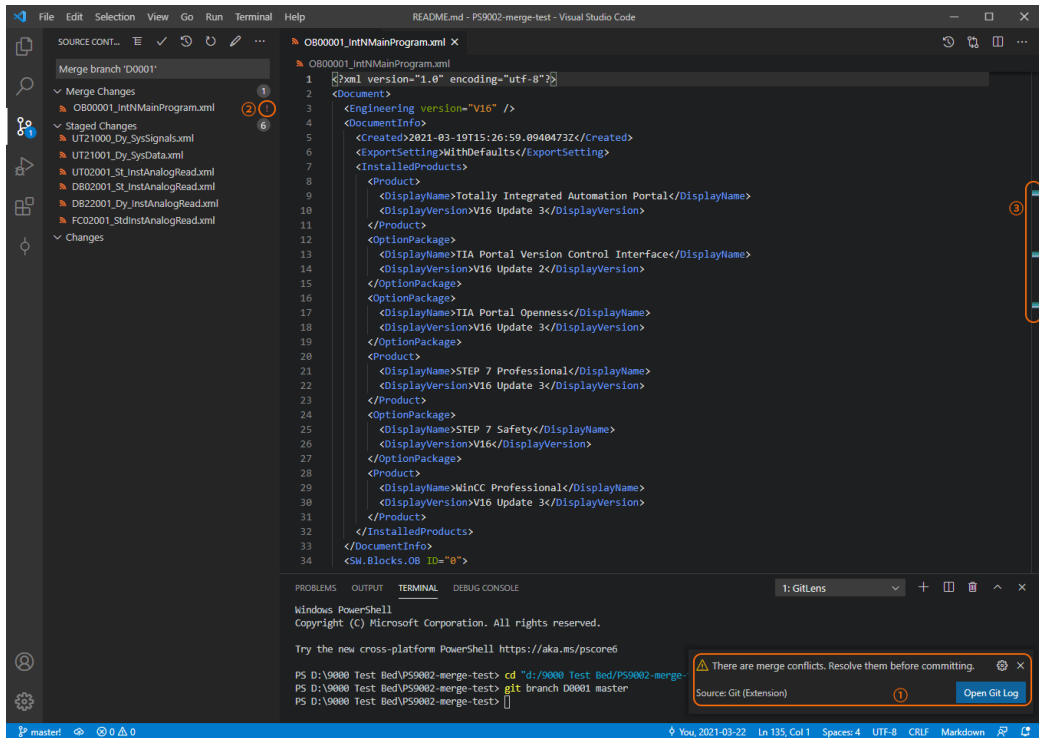 File Edit Selection View Go Run Terminal Help README.md - PS9002-merge-test - Visual Studio Code
SOURCE CONT...
Merge branch 'D0001'
Merge Changes 1
OB00001_IntNMainProgram.xml ② !
Staged Changes 6
UT21000_Dy_SysSignals.xml
UT21001_Dy_SysData.xml
UT02001_St_InstAnalogRead.xml
DB02001_St_InstAnalogRead.xml
DB22001_Dy_InstAnalogRead.xml
FC02001_StdInstAnalogRead.xml
Changes
1
OB00001_IntNMainProgram.xml
OB00001_IntNMainProgram.xml
1 <?xml version="1.0" encoding="utf-8"?>
2 <Document>
3 <Engineering version="V16" />
4 <DocumentInfo>
5 <Created>2021-03-19T15:26:59.0940473Z</Created>
6 <ExportSetting>WithDefaults</ExportSetting>
7 <InstalledProducts>
8 <Product>
9 <DisplayName>Totally Integrated Automation Portal</DisplayName>
10 <DisplayVersion>V16 Update 3</DisplayVersion>
11 </Product>
12 <OptionPackage>
13 <DisplayName>TIA Portal Version Control Interface</DisplayName>
14 <DisplayVersion>V16 Update 2</DisplayVersion>
15 </OptionPackage>
16 <OptionPackage>
17 <DisplayName>TIA Portal Openness</DisplayName>
18 <DisplayVersion>V16 Update 3</DisplayVersion>
19 </OptionPackage>
20 <Product>
21 <DisplayName>STEP 7 Professional</DisplayName>
22 <DisplayVersion>V16 Update 3</DisplayVersion>
23 </Product>
24 <OptionPackage>
25 <DisplayName>STEP 7 Safety</DisplayName>
26 <DisplayVersion>V16</DisplayVersion>
27 </OptionPackage>
28 <Product>
29 <DisplayName>WinCC Professional</DisplayName>
30 <DisplayVersion>V16 Update 3</DisplayVersion>
31 </Product>
32 </InstalledProducts>
33 </DocumentInfo>
34 <SW.Blocks.OB ID="0">
③
PROBLEMS OUTPUT TERMINAL DEBUG CONSOLE 1: GitLens
Windows PowerShell
Copyright (C) Microsoft Corporation. All rights reserved.
Try the new cross-platform PowerShell https://aka.ms/pscore6
PS D:\9000 Test Bed\PS9002-merge-test> cd "d:/9000 Test Bed/PS9002-merge-
PS D:\9000 Test Bed\PS9002-merge-test> git branch D0001 master
PS D:\9000 Test Bed\PS9002-merge-test>
There are merge conflicts. Resolve them before committing.
Source: Git (Extension) ① Open Git Log
master! 0 0 You, 2021-03-22 Ln 135, Col 1 Spaces: 4 UTF-8 CRLF Markdown